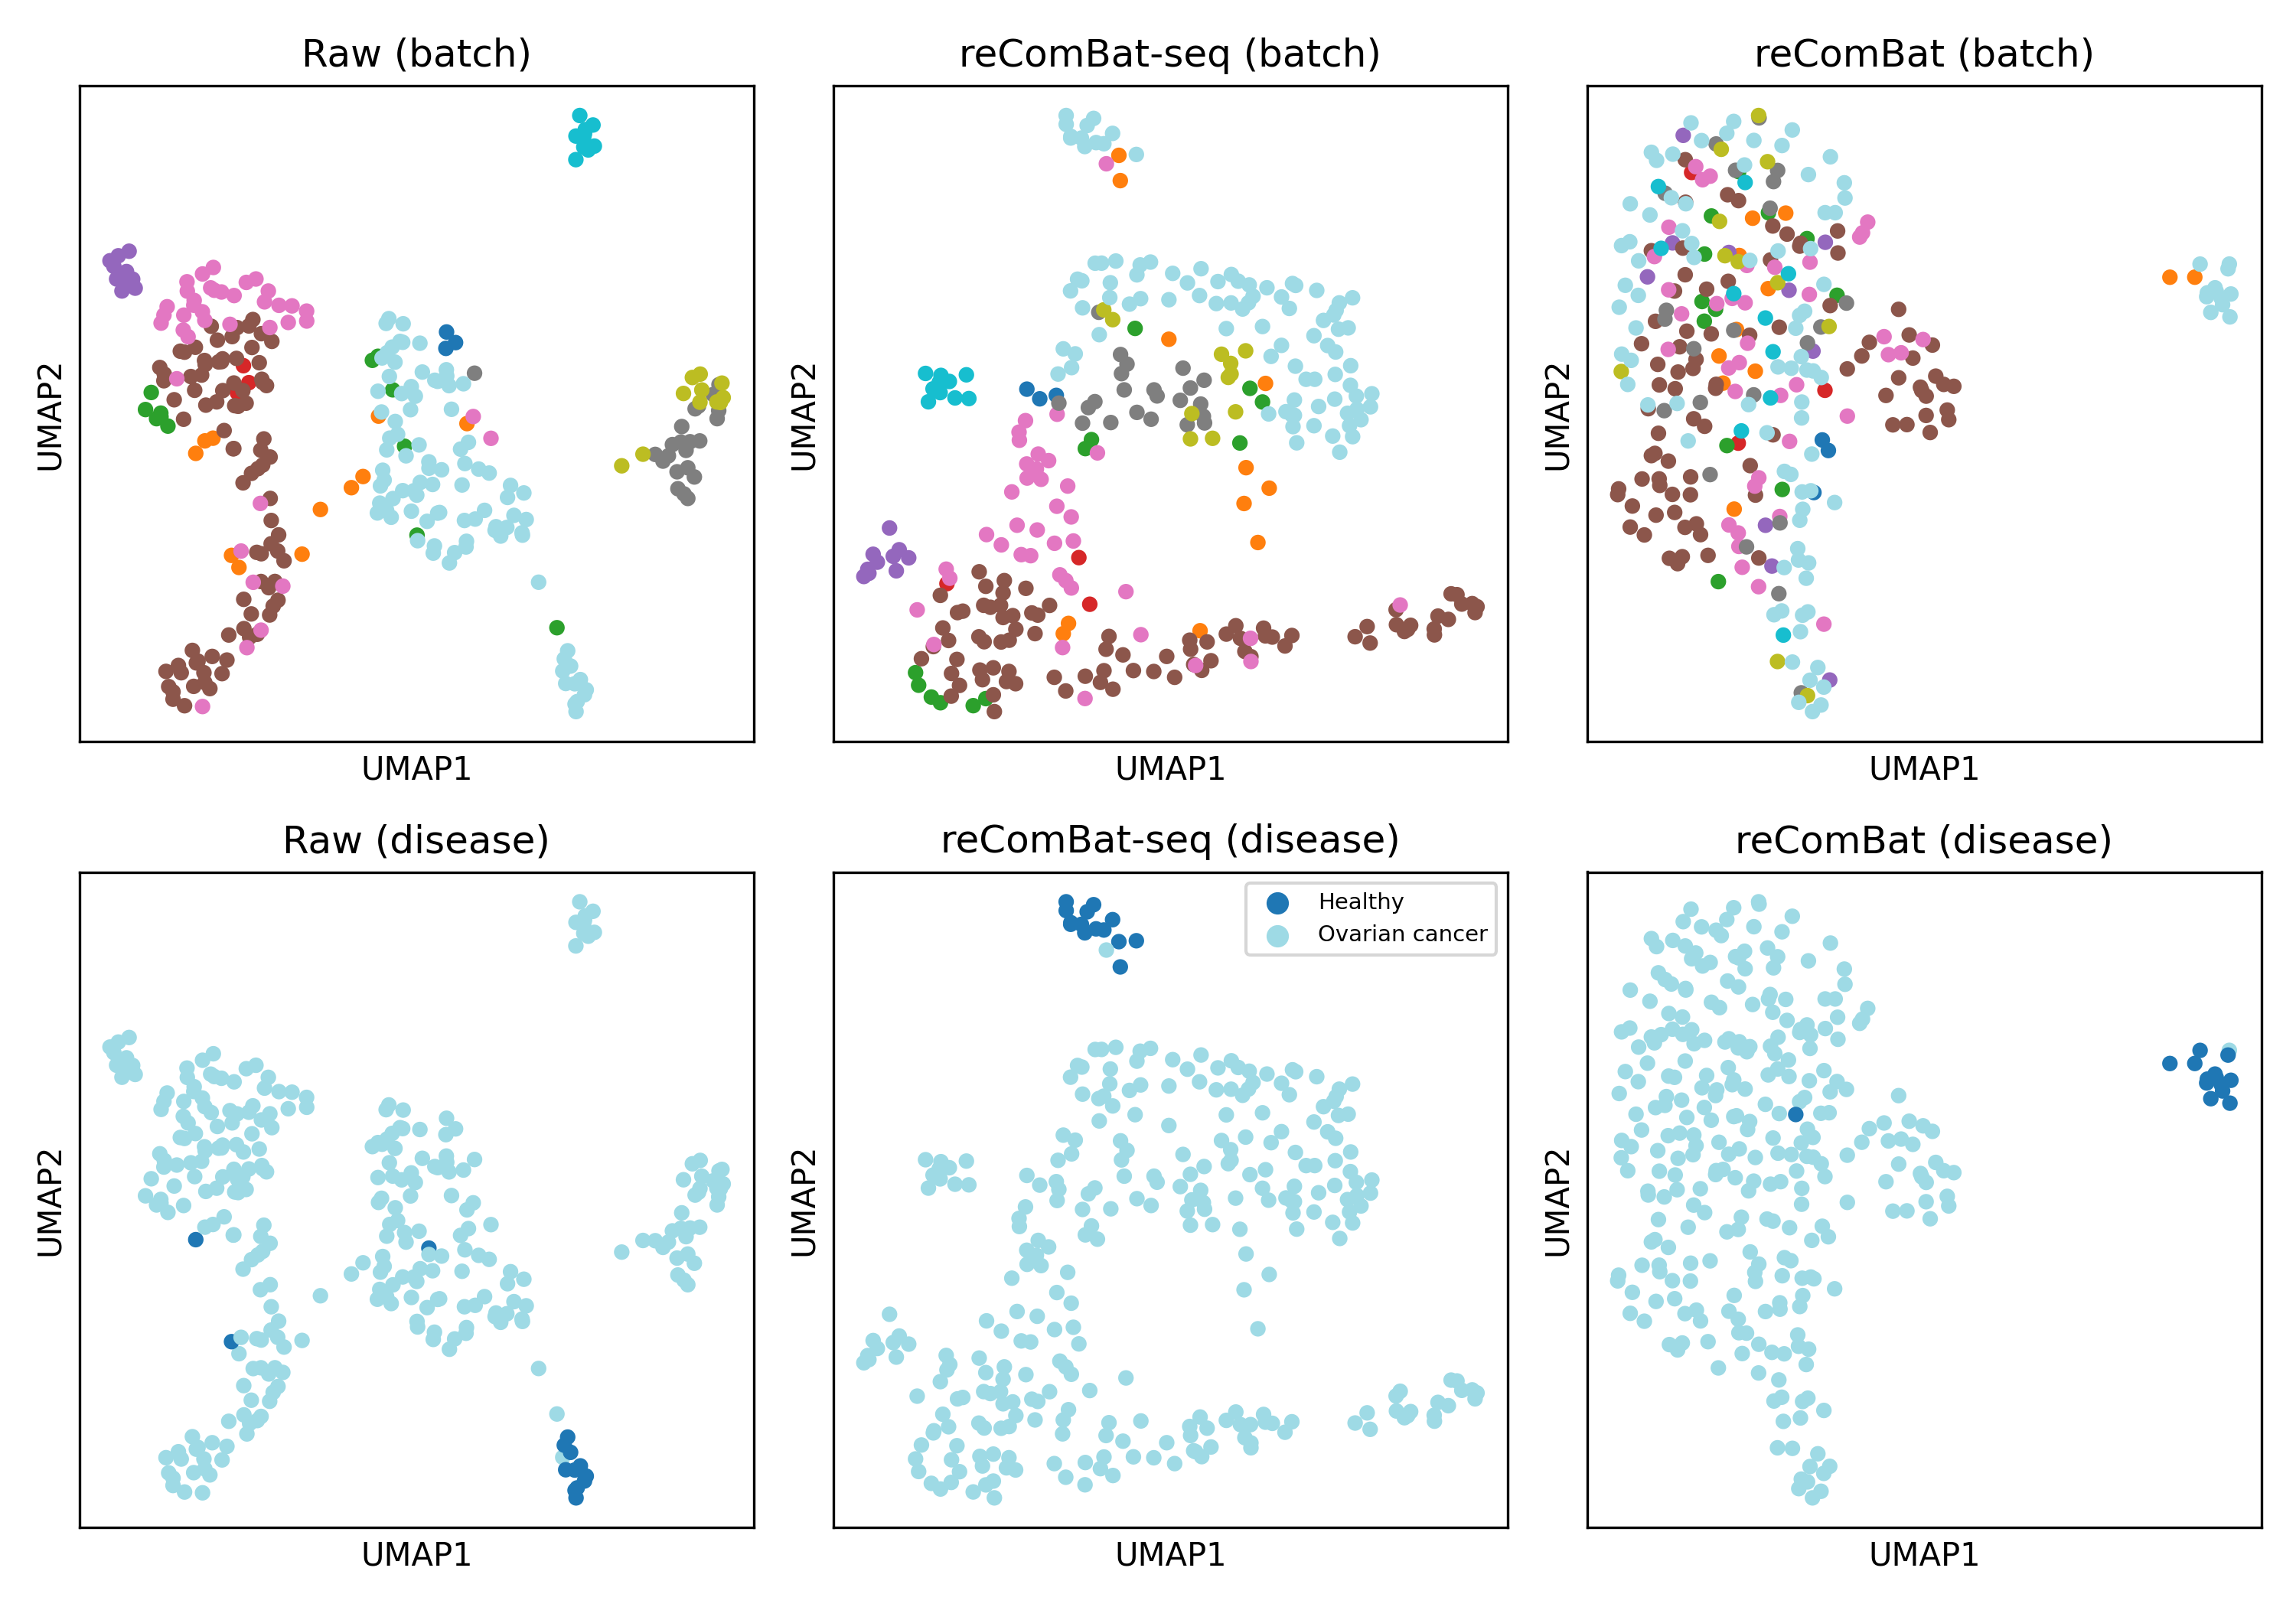 Raw (batch)
reComBat-seq (batch)
reComBat (batch)
UMAP2
UMAP2
UMAP2
UMAP1
UMAP1
UMAP1
Raw (disease)
reComBat-seq (disease)
reComBat (disease)
Healthy
Ovarian cancer
UMAP2
UMAP2
UMAP2
UMAP1
UMAP1
UMAP1